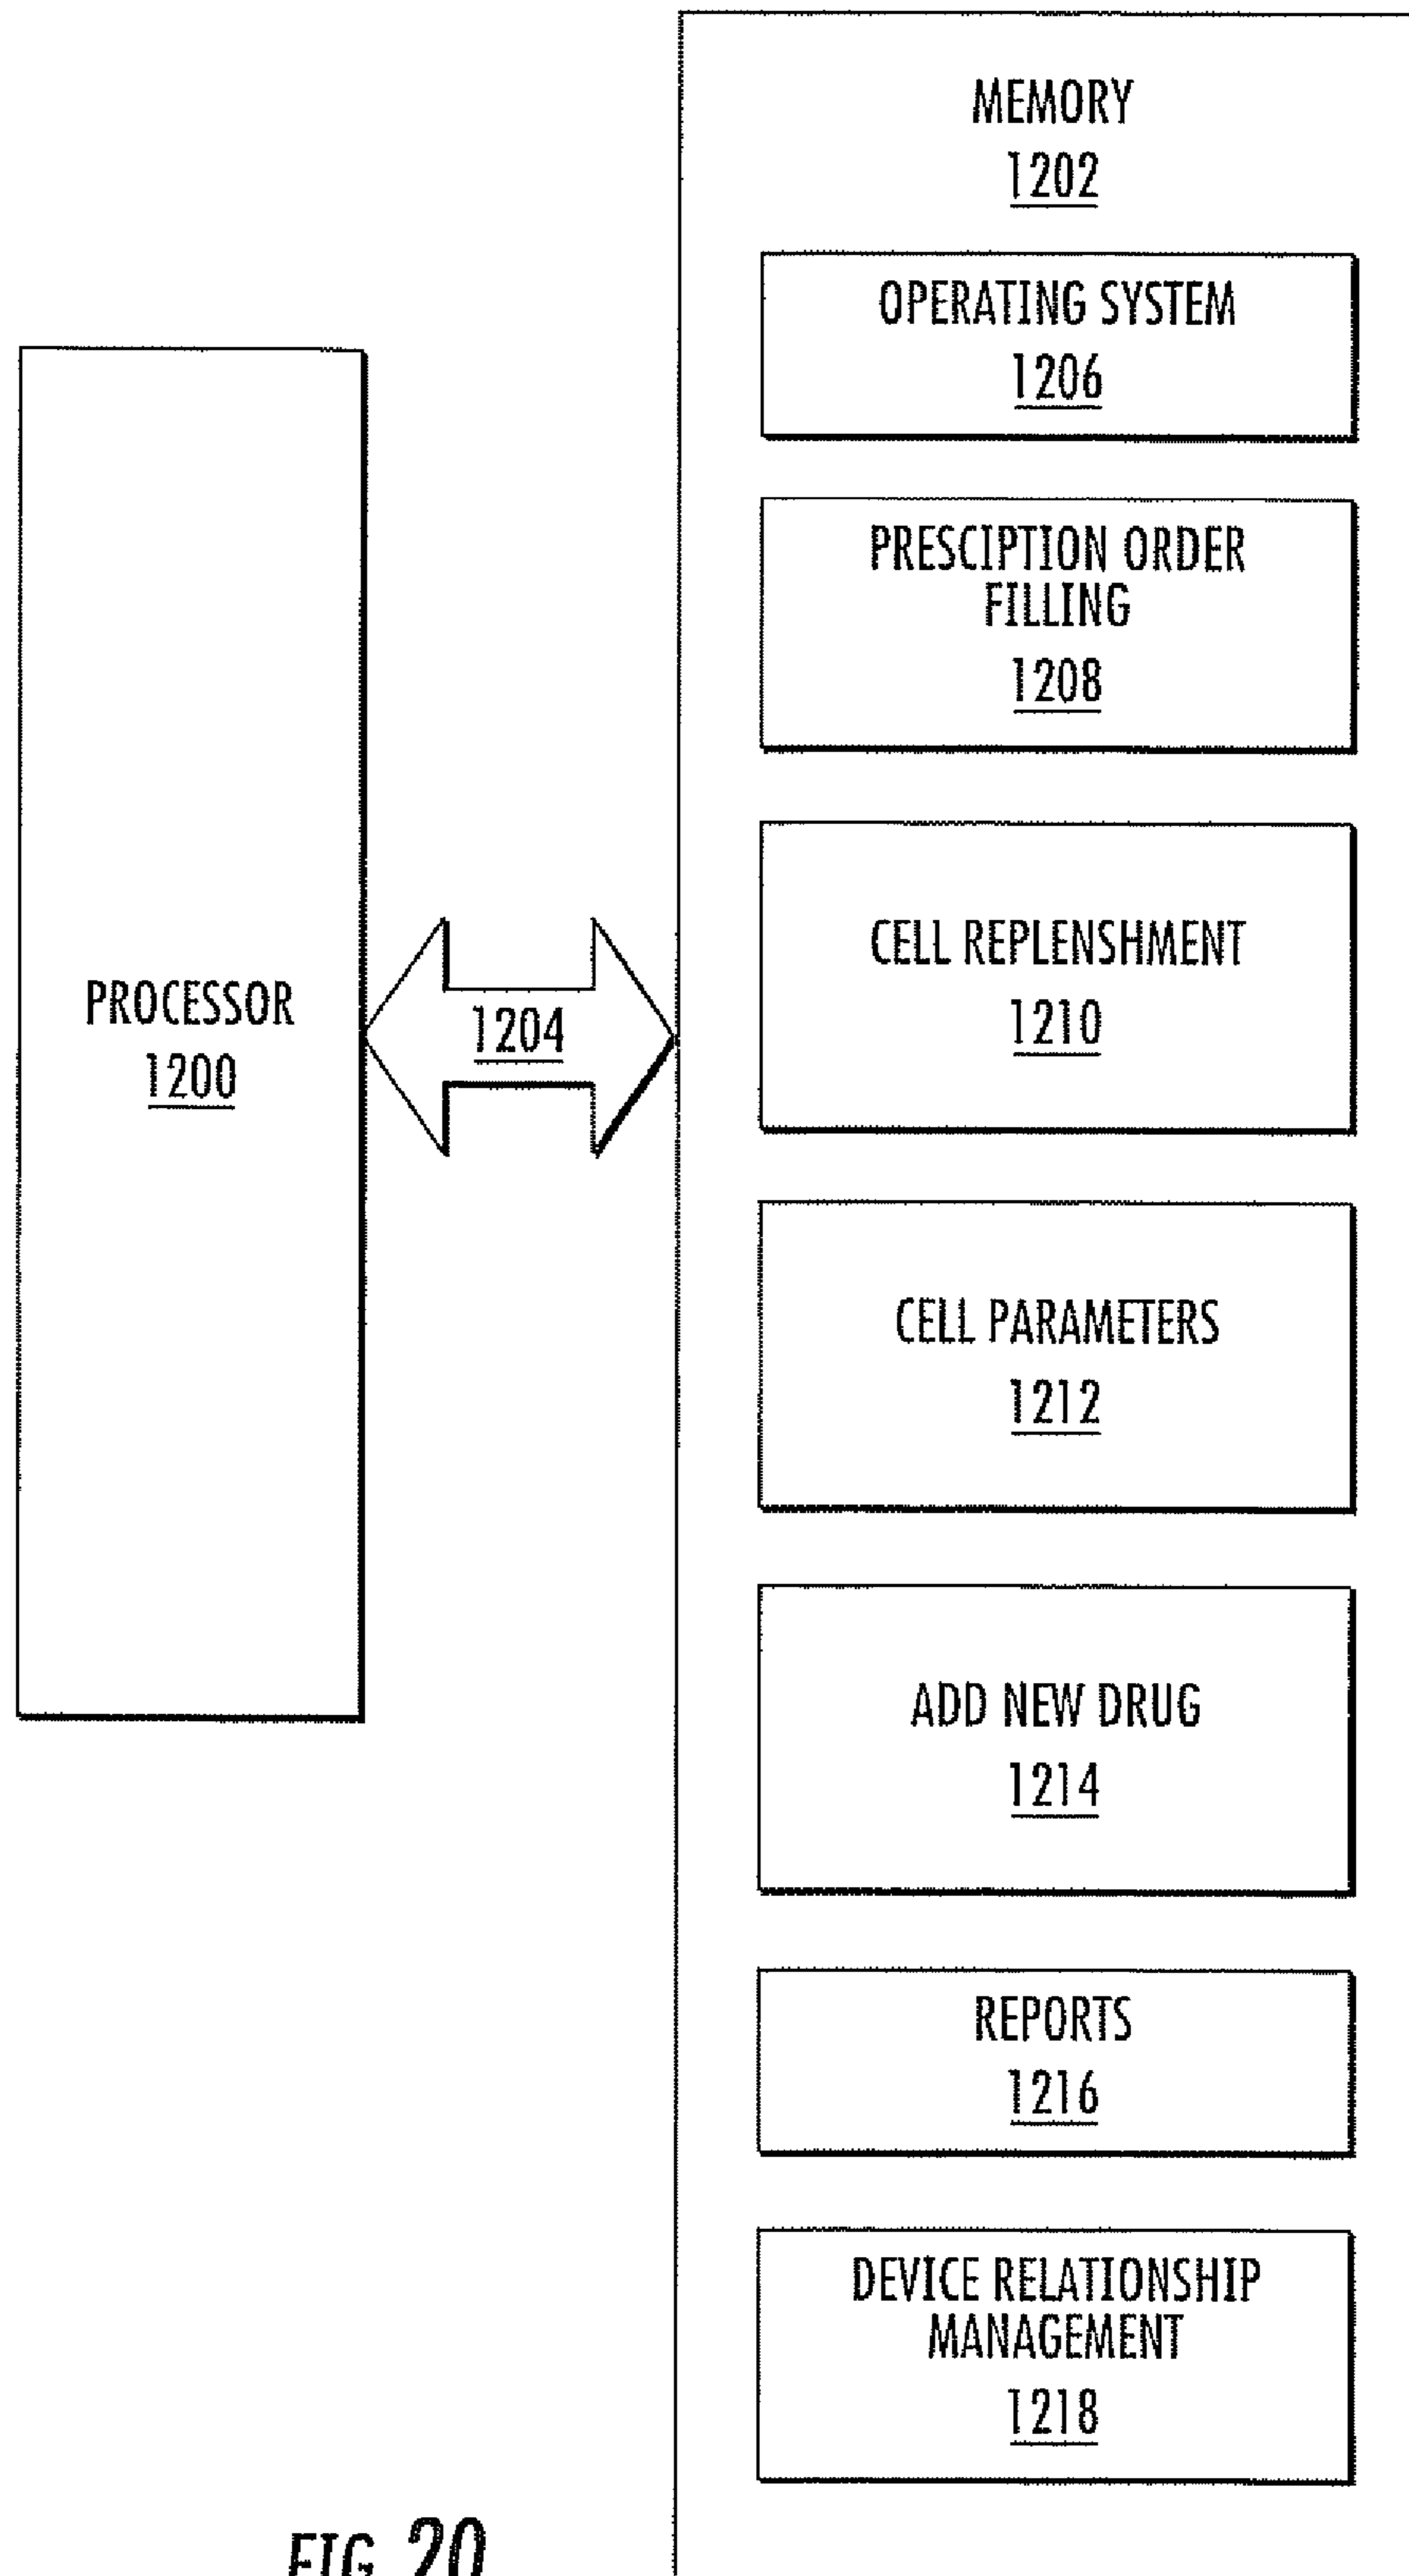 MEMORY
1202
OPERATING SYSTEM
1206
PRESCIPTION ORDER
FILLING
1208
CELL REPLENSHMENT
1210
PROCESSOR
1200
1204
CELL PARAMETERS
1212
ADD NEW DRUG
1214
REPORTS
1216
DEVICE RELATIONSHIP
MANAGEMENT
1218
FIG. 20